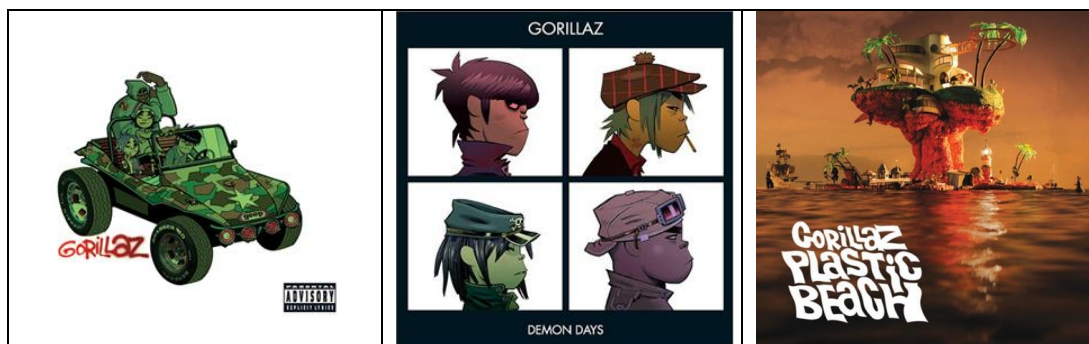 GORILLAZ
PARENTAL
ADVISORY
EXPLICIT LYRICS
GORILLAZ
DEMON DAYS
GORILLAZ
PLASTIC
BEACH